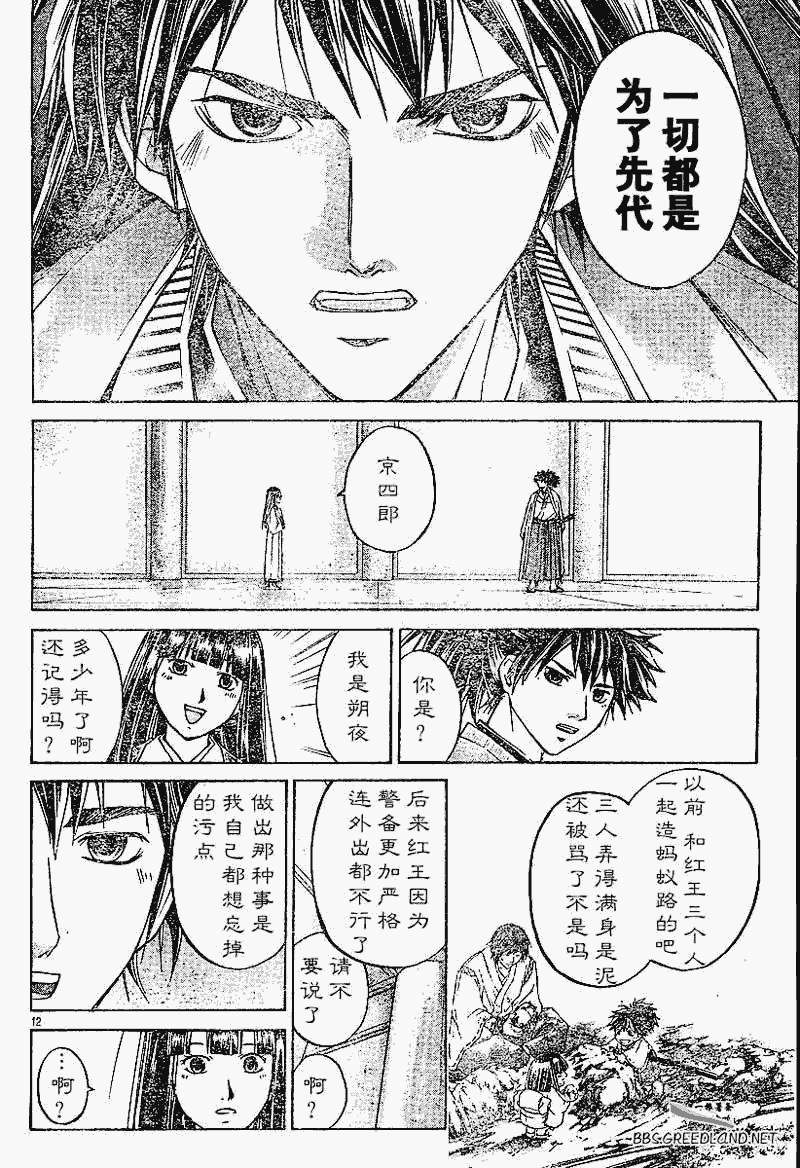 一切都是
为了先代
京四郎
你是？
我是朔夜
多少年了啊
还记得吗？
以前 和红王三个人
一起造蚂蚁路的吧
三人弄得满身是泥
还被骂了不是吗
后来红王因为
警备更加严格
连外出都不行了
请不
要说了
啊？
做出那种事是
我自己都想忘掉
的污点
…啊？
12
BBS.GREEDLAND.NET